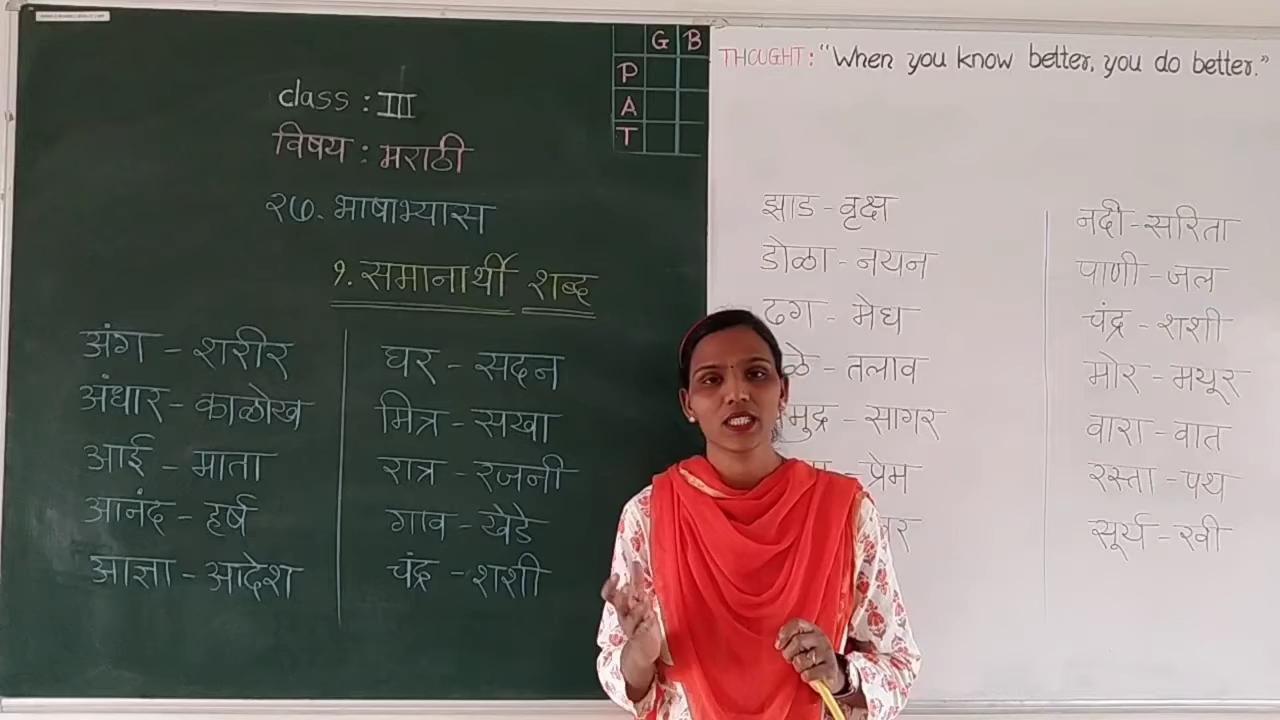 G B
P
A
T
class : III
विषय : मराठी
२७. भाषाभ्यास
१. समानार्थी शब्द
अंग - शरीर
अंधार - काळोख
आई - माता
आनंद - हर्ष
आज्ञा - आदेश
घर - सदन
मित्र - सखा
रात्र - रजनी
गाव - खेडे
चंद्र - शशी
THOUGHT: "When you know better, you do better."
झाड - वृक्ष
डोळा - नयन
ढग - मेघ
- तलाव
- सागर
- प्रेम
नदी - सरिता
पाणी - जल
चंद्र - शशी
मोर - मयूर
वारा - वात
रस्ता - पथ
सूर्य - रवी